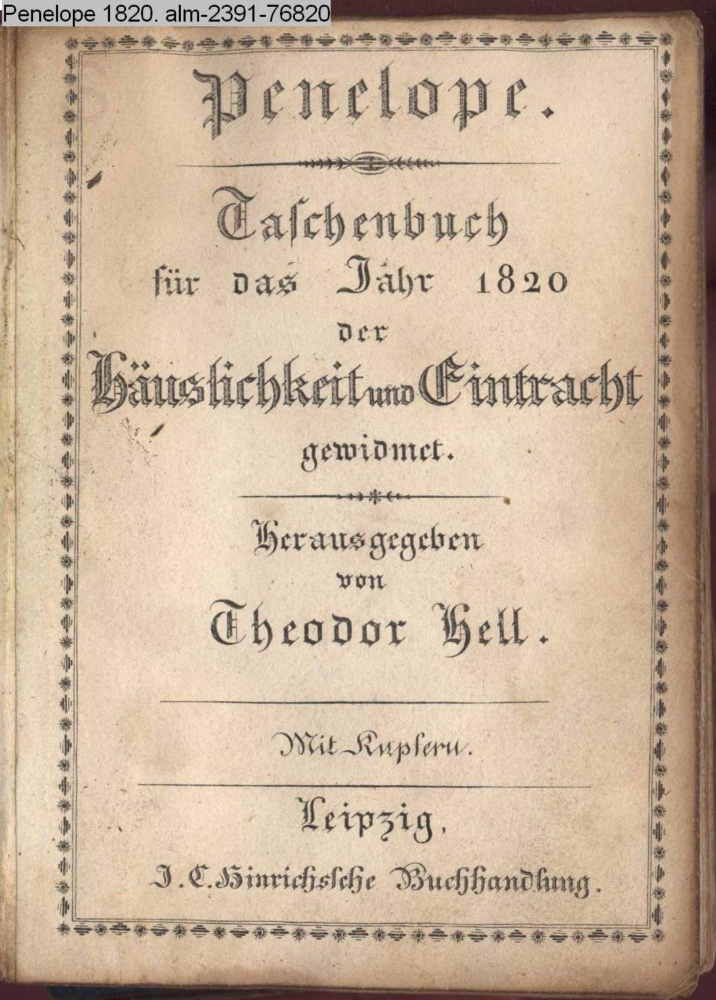 Penelope 1820. alm-2391-76820
Penelope.
Taſchenbuch
für das Jahr 1820
der
Häuslichkeit und Eintracht
gewidmet.
Herausgegeben
von
Theodor Hell.
Mit Kupfern.
Leipzig,
J. C. Hinrichsſche Buchhandlung.